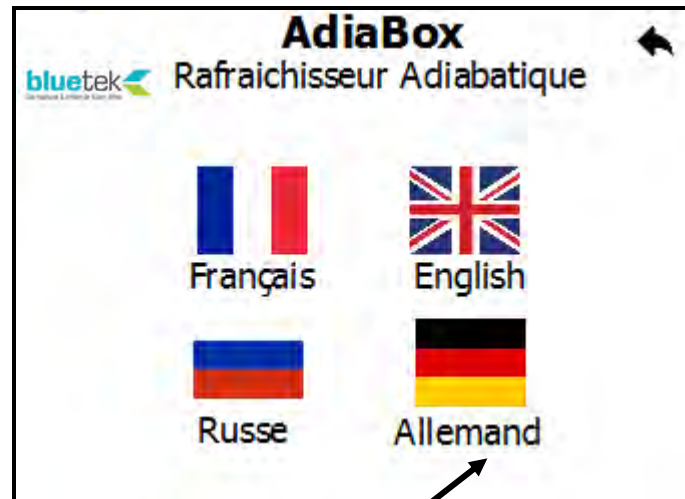 AdiaBox
bluetek
Rafraichisseur Adiabatique
Français
English
Russe
Allemand